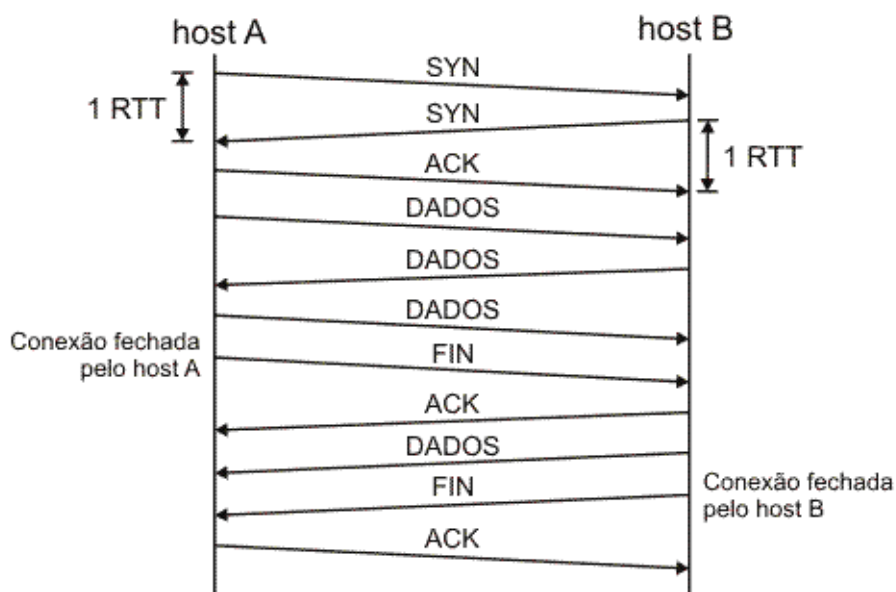 host A
host B
SYN
1 RTT
SYN
1 RTT
ACK
DADOS
DADOS
DADOS
Conexão fechada
pelo host A
FIN
ACK
DADOS
FIN
Conexão fechada
pelo host B
ACK